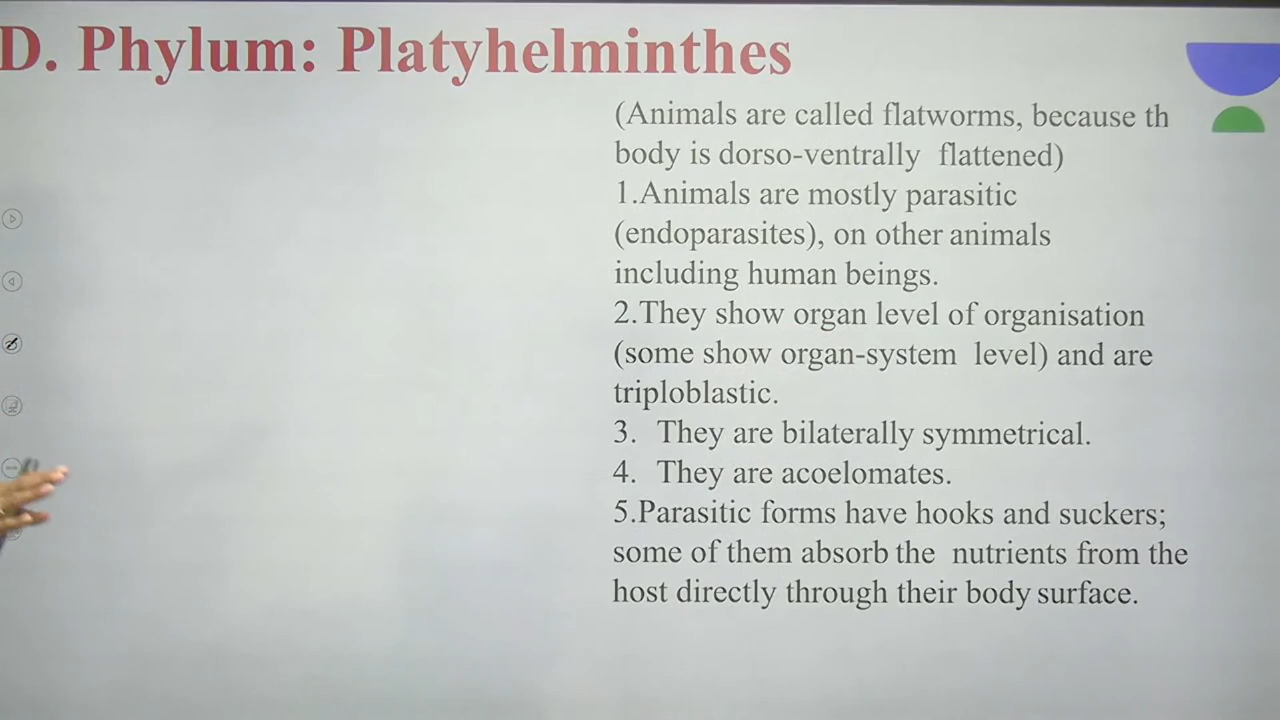 D. Phylum: Platyhelminthes
(Animals are called flatworms, because th
body is dorso-ventrally flattened)
1.Animals are mostly parasitic
(endoparasites), on other animals
including human beings.
2.They show organ level of organisation
(some show organ-system level) and are
triploblastic.
3. They are bilaterally symmetrical.
4. They are acoelomates.
5.Parasitic forms have hooks and suckers;
some of them absorb the nutrients from the
host directly through their body surface.